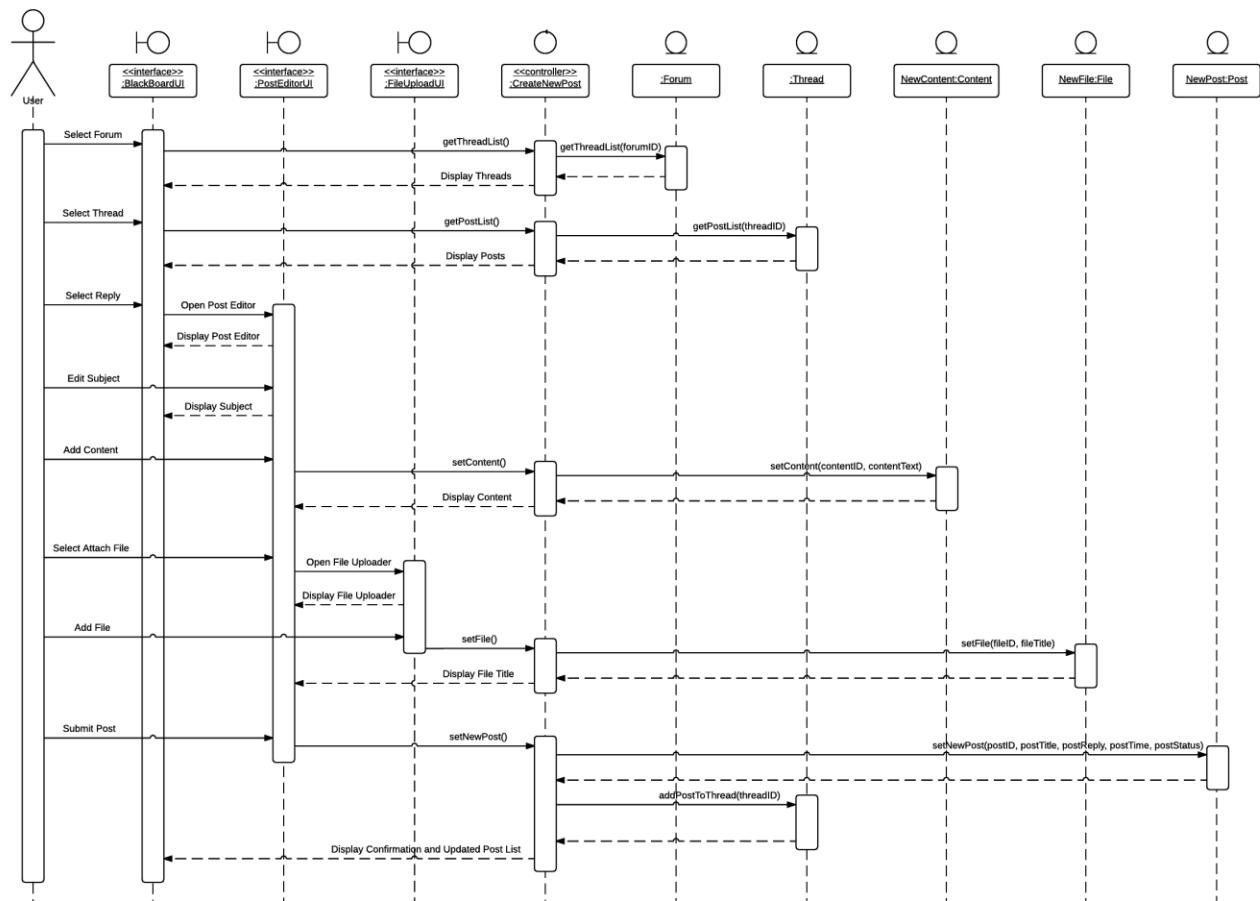 <<interface>>
:BlackBoardUI
<<interface>>
:PostEditorUI
<<interface>>
:FileUploadUI
<<controller>>
:CreateNewPost
:Forum
:Thread
NewContent:Content
NewFile:File
NewPost:Post
User
Select Forum
getThreadList()
getThreadList(forumID)
Display Threads
Select Thread
getPostList()
getPostList(threadID)
Display Posts
Select Reply
Open Post Editor
Display Post Editor
Edit Subject
Display Subject
Add Content
setContent()
setContent(contentID, contentText)
Display Content
Select Attach File
Open File Uploader
Display File Uploader
Add File
setFile()
setFile(fileID, fileTitle)
Display File Title
Submit Post
setNewPost()
setNewPost(postID, postTitle, postReply, postTime, postStatus)
addPostToThread(threadID)
Display Confirmation and Updated Post List